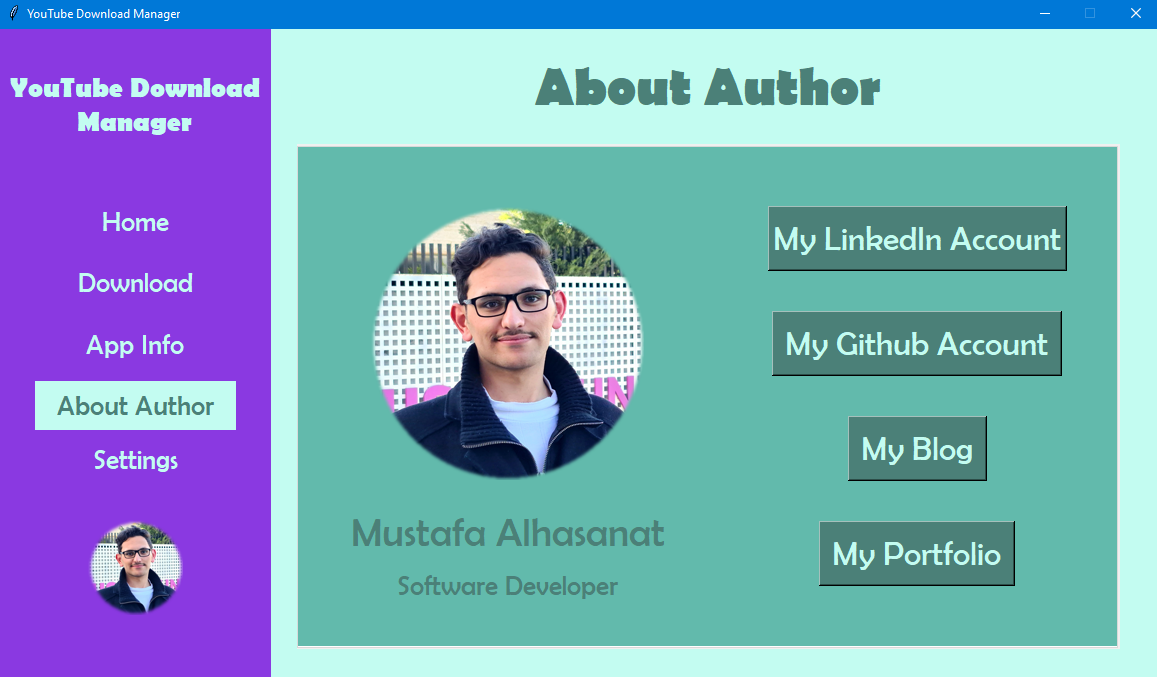 YouTube Download Manager
YouTube Download
Manager
Home
Download
App Info
About Author
Settings
About Author
Mustafa Alhasanat
Software Developer
My LinkedIn Account
My Github Account
My Blog
My Portfolio